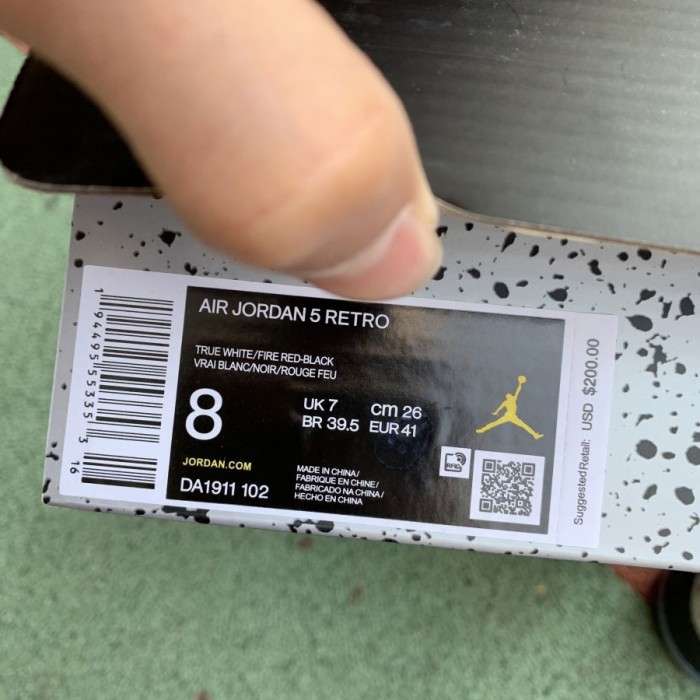 AIR JORDAN 5 RETRO
TRUE WHITE/FIRE RED-BLACK
VRAI BLANC/NOIR/ROUGE FEU
8
UK 7 cm 26
BR 39.5 EUR 41
JORDAN.COM
DA1911 102
MADE IN CHINA/
FABRIQUE EN CHINE/
FABRICADO NA CHINA/
HECHO EN CHINA
RFID
Suggested Retail: USD $200.00
1 94495 55335 3
16